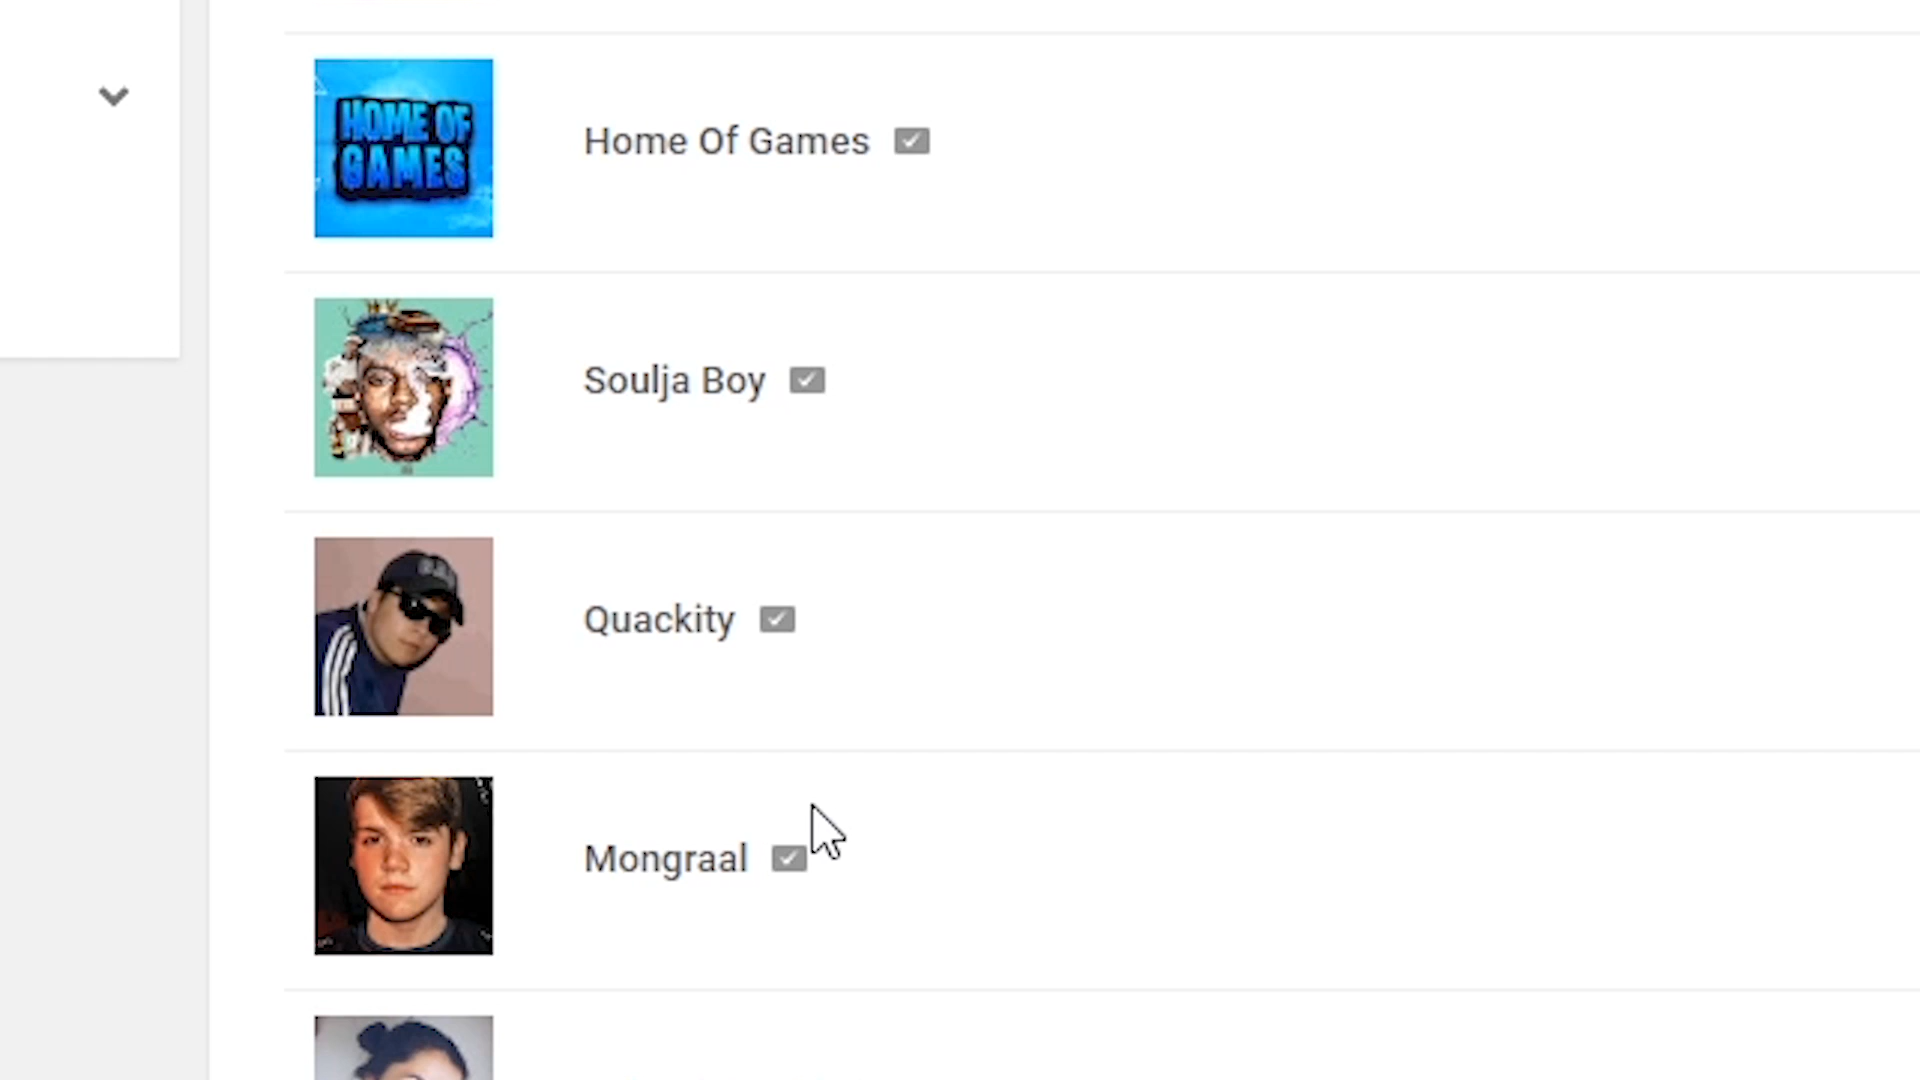 HOME OF
GAMES
Home Of Games
Soulja Boy
Quackity
Mongraal